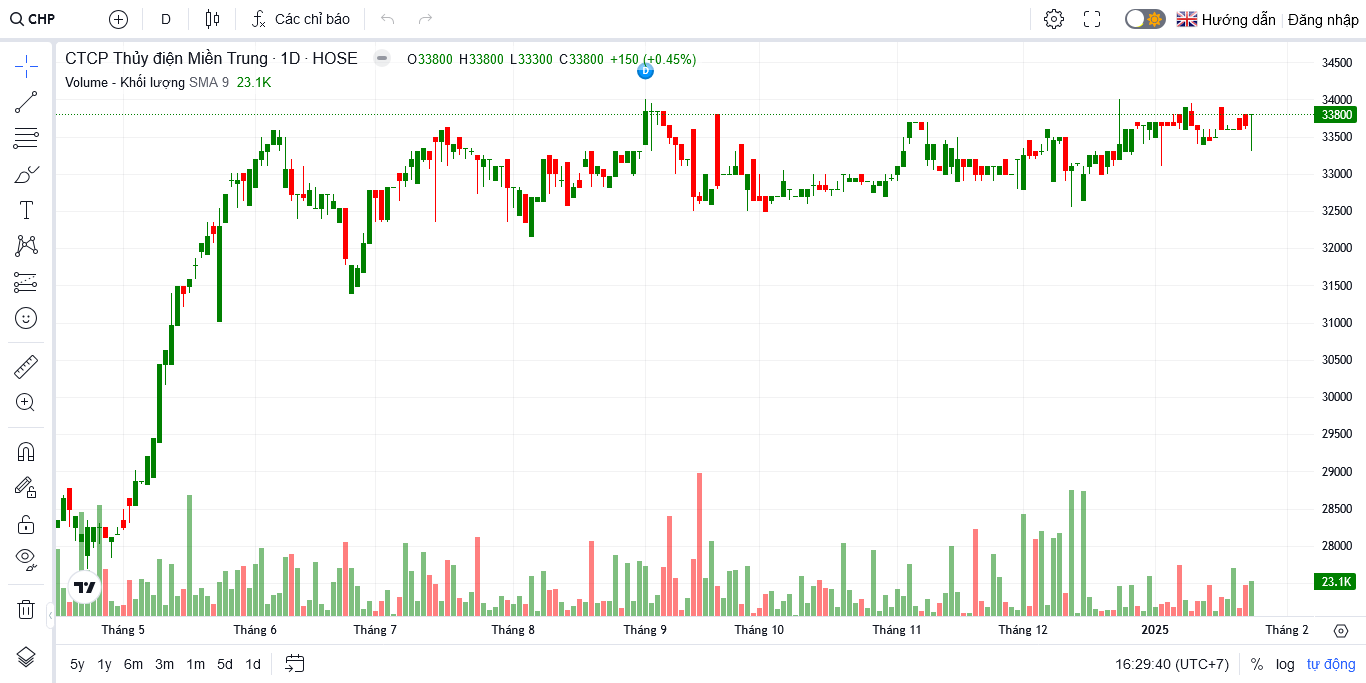 CHP D Các chỉ báo Hướng dẫn Đăng nhập
CTCP Thủy điện Miền Trung · 1D · HOSE O33800 H33800 L33300 C33800 +150 (+0.45%)
Volume - Khối lượng SMA 9 23.1K
D
34500
34000
33800
33500
33000
32500
32000
31500
31000
30500
30000
29500
29000
28500
28000
23.1K
Tháng 5 Tháng 6 Tháng 7 Tháng 8 Tháng 9 Tháng 10 Tháng 11 Tháng 12 2025 Tháng 2
5y 1y 6m 3m 1m 5d 1d 16:29:40 (UTC+7) % log tự động